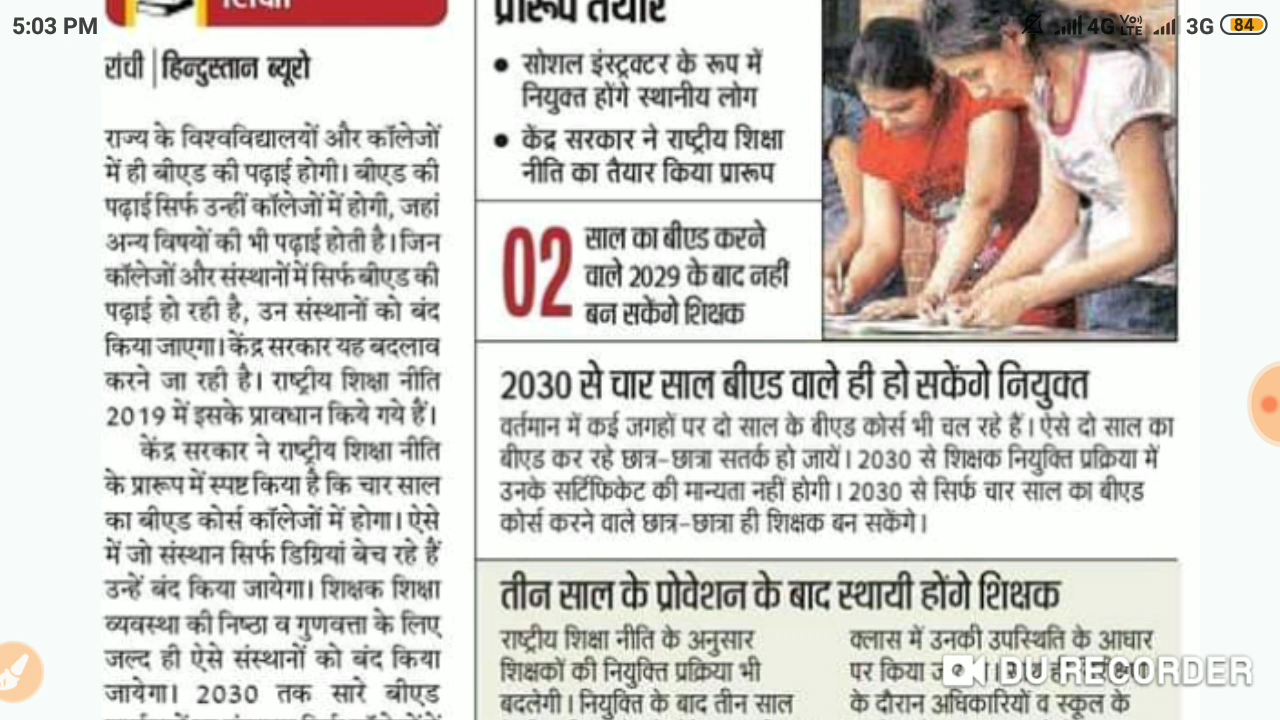 5:03 PM
4G VoLTE 3G 84
शिक्षा
रांची | हिन्दुस्तान ब्यूरो
राज्य के विश्वविद्यालयों और कॉलेजों
में ही बीएड की पढ़ाई होगी। बीएड की
पढ़ाई सिर्फ उन्हीं कॉलेजों में होगी, जहां
अन्य विषयों की भी पढ़ाई होती है। जिन
कॉलेजों और संस्थानों में सिर्फ बीएड की
पढ़ाई हो रही है, उन संस्थानों को बंद
किया जाएगा। केंद्र सरकार यह बदलाव
करने जा रही है। राष्ट्रीय शिक्षा नीति
2019 में इसके प्रावधान किये गये हैं।
केंद्र सरकार ने राष्ट्रीय शिक्षा नीति
के प्रारूप में स्पष्ट किया है कि चार साल
का बीएड कोर्स कॉलेजों में होगा। ऐसे
में जो संस्थान सिर्फ डिग्रियां बेच रहे हैं
उन्हें बंद किया जायेगा। शिक्षक शिक्षा
व्यवस्था की निष्ठा व गुणवत्ता के लिए
जल्द ही ऐसे संस्थानों को बंद किया
जायेगा। 2030 तक सारे बीएड
प्रारूप तैयार
● सोशल इंस्ट्रक्टर के रूप में
नियुक्त होंगे स्थानीय लोग
● केंद्र सरकार ने राष्ट्रीय शिक्षा
नीति का तैयार किया प्रारूप
02
साल का बीएड करने
वाले 2029 के बाद नहीं
बन सकेंगे शिक्षक
2030 से चार साल बीएड वाले ही हो सकेंगे नियुक्त
वर्तमान में कई जगहों पर दो साल के बीएड कोर्स भी चल रहे हैं। ऐसे दो साल का
बीएड कर रहे छात्र-छात्रा सतर्क हो जायें। 2030 से शिक्षक नियुक्ति प्रक्रिया में
उनके सर्टिफिकेट की मान्यता नहीं होगी। 2030 से सिर्फ चार साल का बीएड
कोर्स करने वाले छात्र-छात्रा ही शिक्षक बन सकेंगे।
तीन साल के प्रोवेशन के बाद स्थायी होंगे शिक्षक
राष्ट्रीय शिक्षा नीति के अनुसार
शिक्षकों की नियुक्ति प्रक्रिया भी
बदलेगी। नियुक्ति के बाद तीन साल
क्लास में उनकी उपस्थिति के आधार
पर किया
के दौरान अधिकारियों व स्कूल के
DU RECORDER